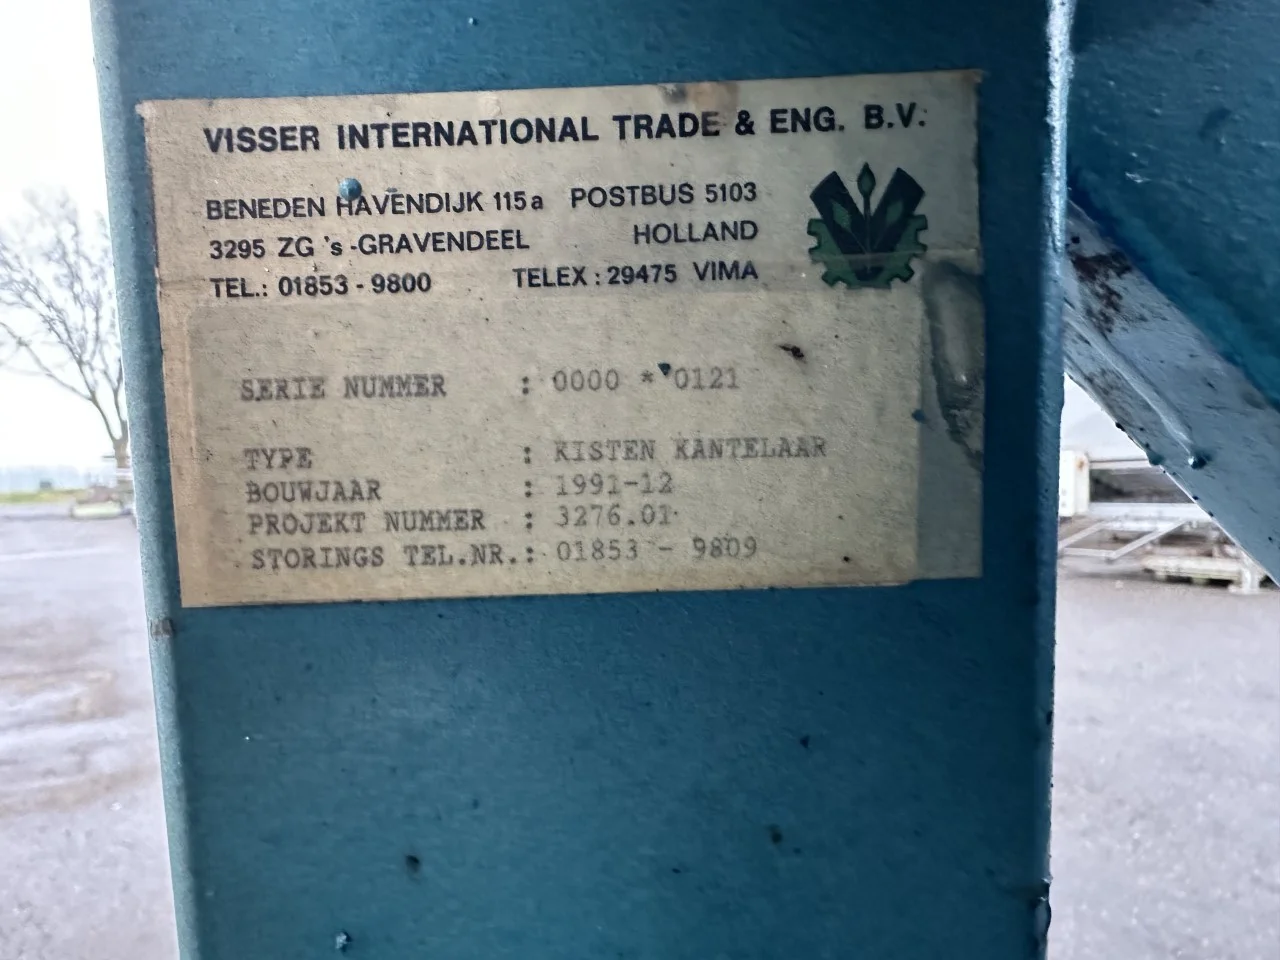 VISSER INTERNATIONAL TRADE & ENG. B.V.
BENEDEN HAVENDIJK 115a POSTBUS 5103
3295 ZG 's-GRAVENDEEL HOLLAND
TEL.: 01853-9800 TELEX: 29475 VIMA
SERIE NUMMER : 0000 * 0121
TYPE : KISTEN KANTELAAR
BOUWJAAR : 1991-12
PROJEKT NUMMER : 3276.01
STORINGS TEL.NR.: 01853 - 9809